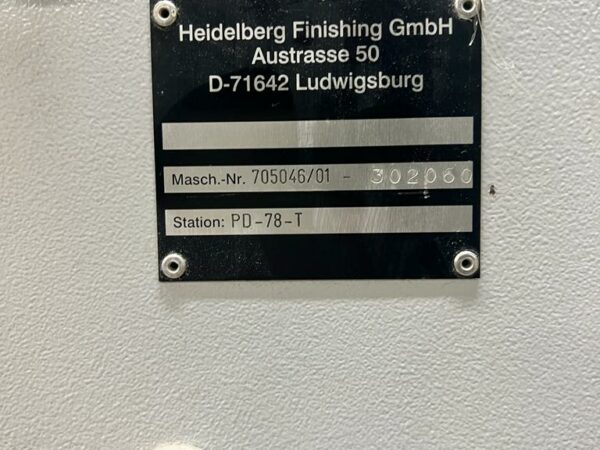 Heidelberg Finishing GmbH
Austrasse 50
D-71642 Ludwigsburg
Masch.-Nr. 705046/01 - 302060
Station: PD-78-T